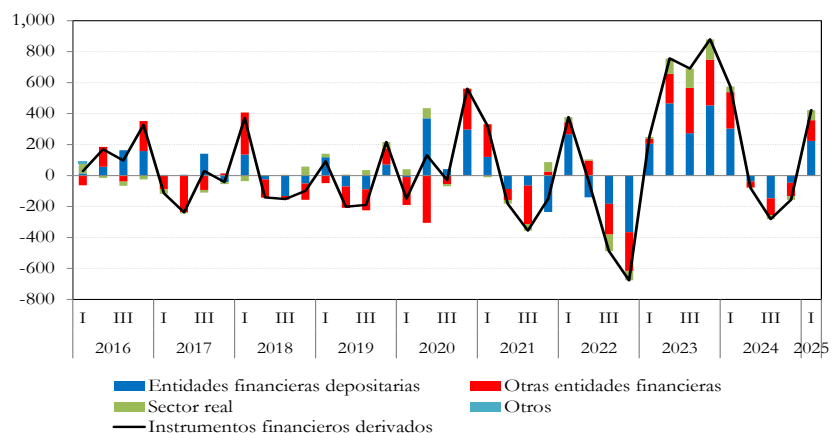 1,000
800
600
400
200
0
-200
-400
-600
-800
I III I III I III I III I III I III I III I III I III I
2016 2017 2018 2019 2020 2021 2022 2023 2024 2025
Entidades financieras depositarias Otras entidades financieras
Sector real Otros
Instrumentos financieros derivados